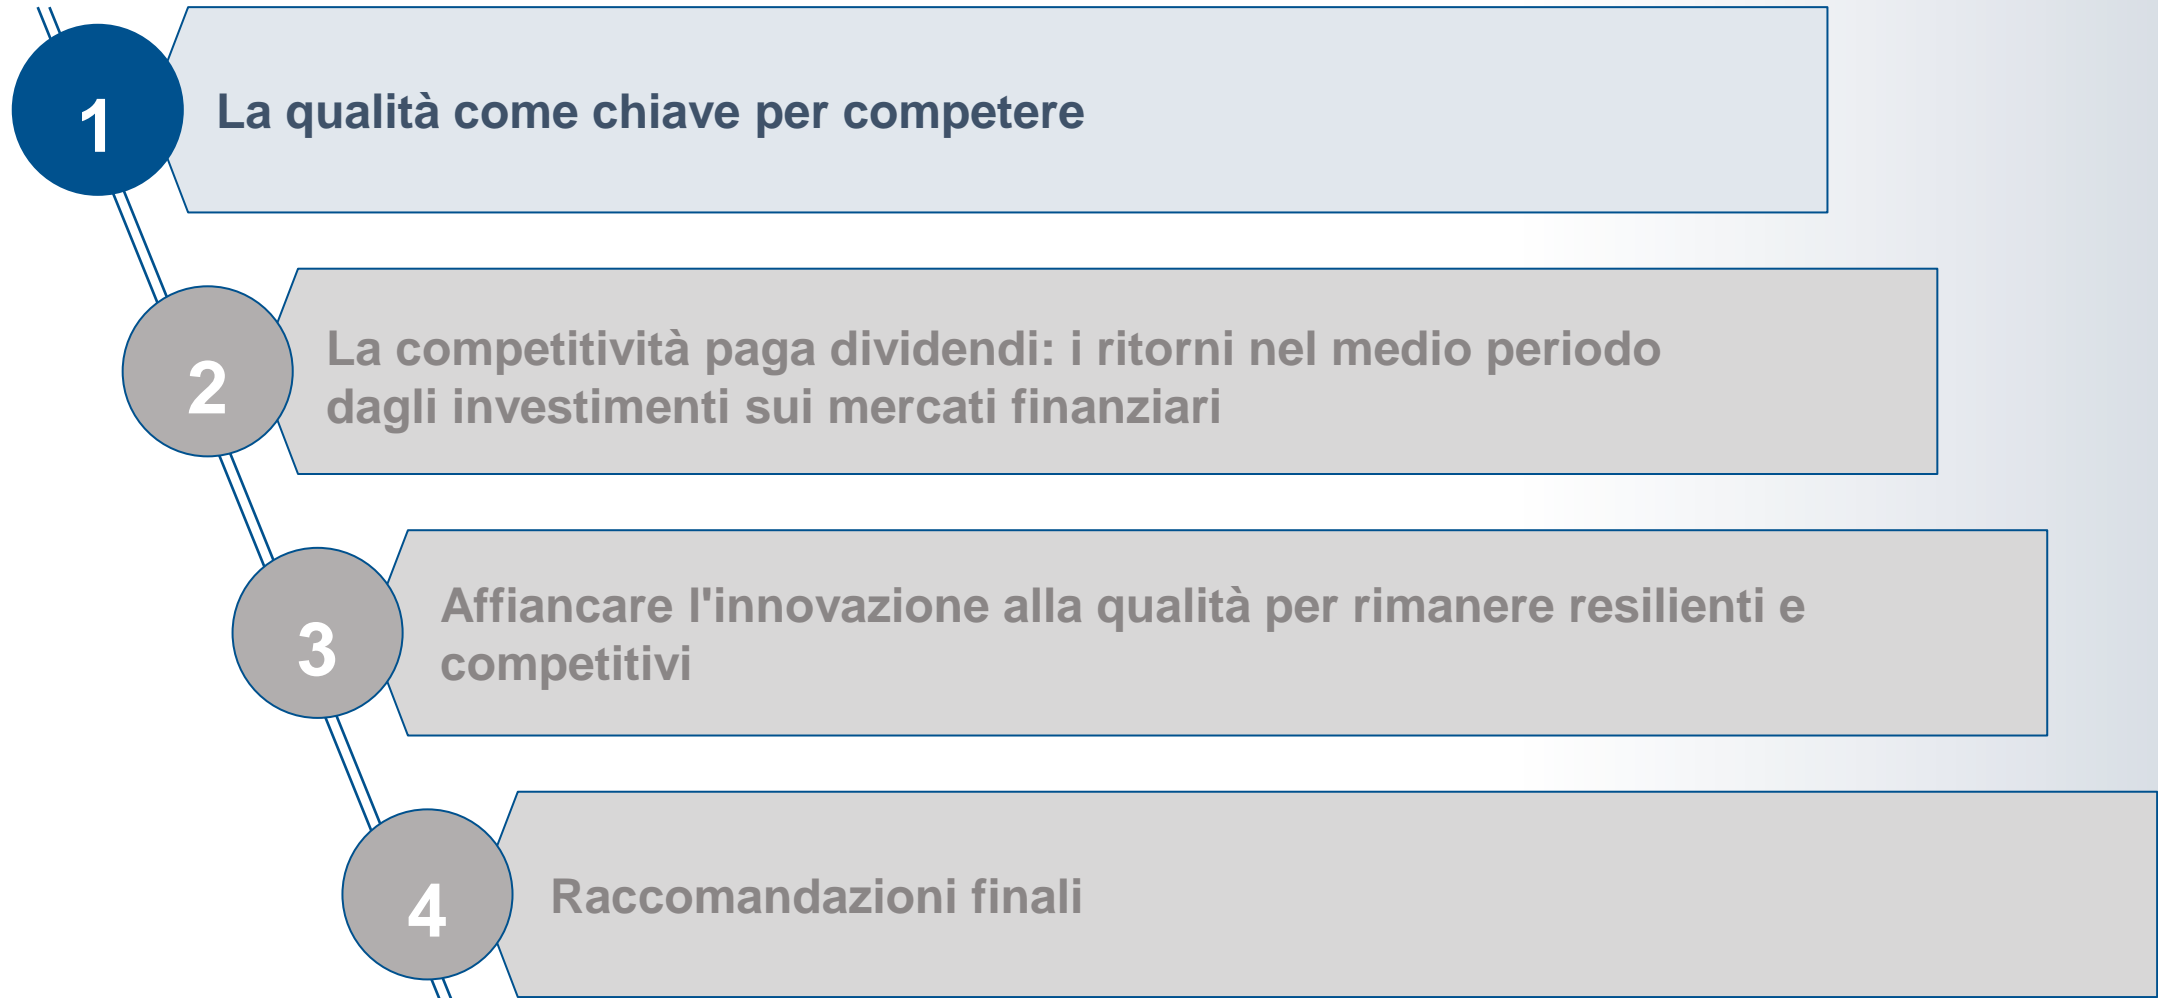 1
La qualità come chiave per competere
2
La competitività paga dividendi: i ritorni nel medio periodo
dagli investimenti sui mercati finanziari
3
Affiancare l'innovazione alla qualità per rimanere resilienti e
competitivi
4
Raccomandazioni finali